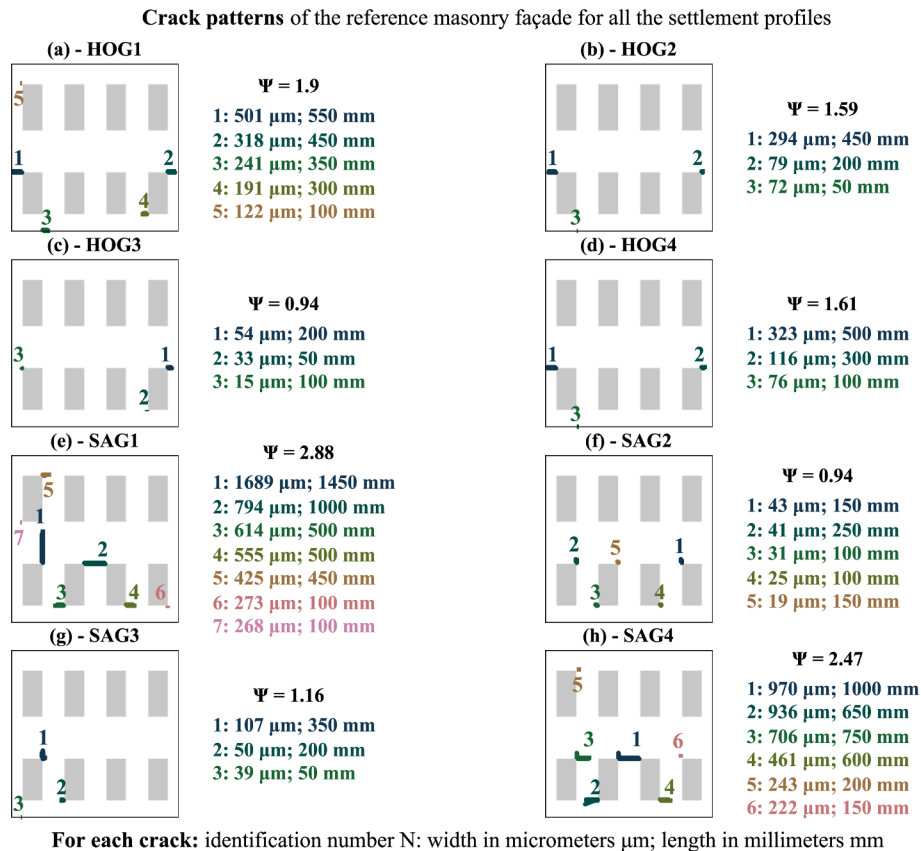 Crack patterns of the reference masonry façade for all the settlement profiles
(a) - HOG1
5
1
2
4
3
Ψ = 1.9
1: 501 μm; 550 mm
2: 318 μm; 450 mm
3: 241 μm; 350 mm
4: 191 μm; 300 mm
5: 122 μm; 100 mm
(b) - HOG2
1
2
3
Ψ = 1.59
1: 294 μm; 450 mm
2: 79 μm; 200 mm
3: 72 μm; 50 mm
(c) - HOG3
3
1
2
Ψ = 0.94
1: 54 μm; 200 mm
2: 33 μm; 50 mm
3: 15 μm; 100 mm
(d) - HOG4
1
2
3
Ψ = 1.61
1: 323 μm; 500 mm
2: 116 μm; 300 mm
3: 76 μm; 100 mm
(e) - SAG1
5
1
7
2
3
4
6
Ψ = 2.88
1: 1689 μm; 1450 mm
2: 794 μm; 1000 mm
3: 614 μm; 500 mm
4: 555 μm; 500 mm
5: 425 μm; 450 mm
6: 273 μm; 100 mm
7: 268 μm; 100 mm
(f) - SAG2
2
5
1
3
4
Ψ = 0.94
1: 43 μm; 150 mm
2: 41 μm; 250 mm
3: 31 μm; 100 mm
4: 25 μm; 100 mm
5: 19 μm; 150 mm
(g) - SAG3
1
2
3
Ψ = 1.16
1: 107 μm; 350 mm
2: 50 μm; 200 mm
3: 39 μm; 50 mm
(h) - SAG4
5
3
1
6
2
4
Ψ = 2.47
1: 970 μm; 1000 mm
2: 936 μm; 650 mm
3: 706 μm; 750 mm
4: 461 μm; 600 mm
5: 243 μm; 200 mm
6: 222 μm; 150 mm
For each crack: identification number N: width in micrometers μm; length in millimeters mm